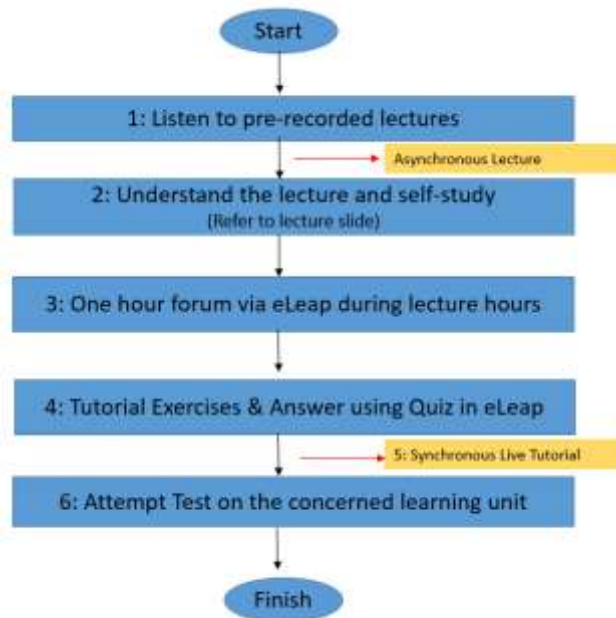 Start
1: Listen to pre-recorded lectures
Asynchronous Lecture
2: Understand the lecture and self-study
(Refer to lecture slide)
3: One hour forum via eLeap during lecture hours
4: Tutorial Exercises & Answer using Quiz in eLeap
5: Synchronous Live Tutorial
6: Attempt Test on the concerned learning unit
Finish